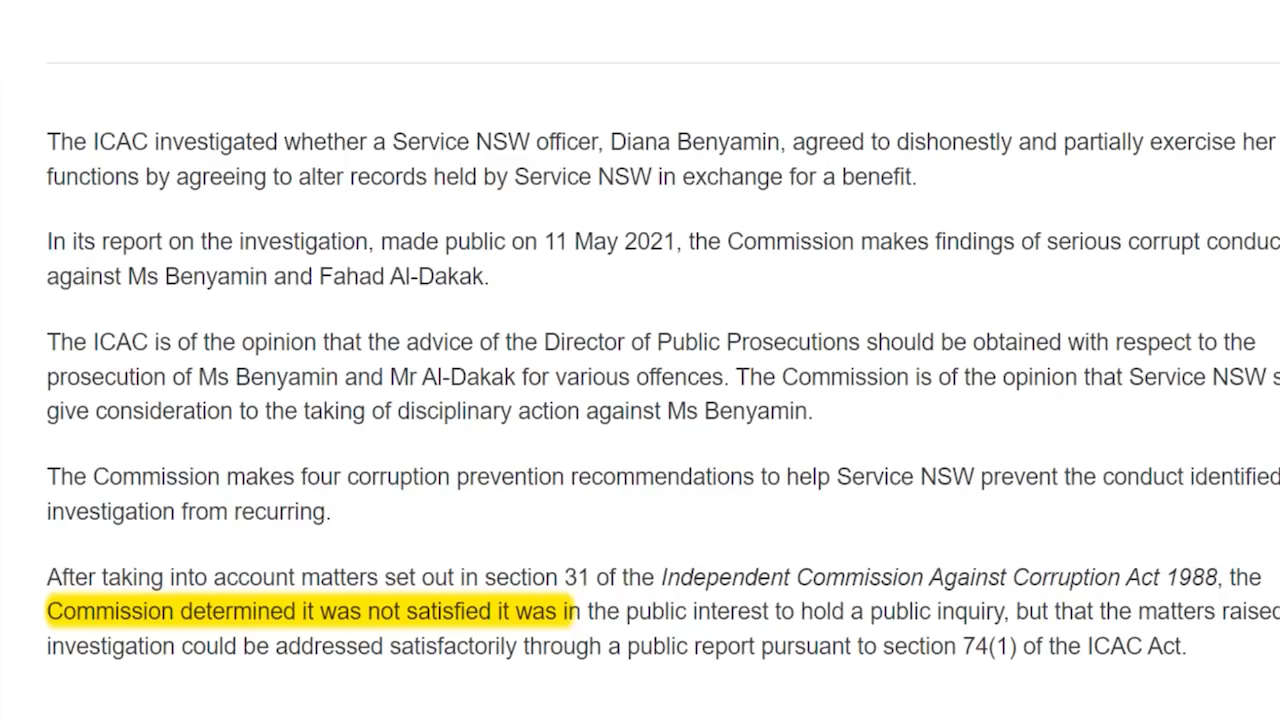 The ICAC investigated whether a Service NSW officer, Diana Benyamin, agreed to dishonestly and partially exercise her
functions by agreeing to alter records held by Service NSW in exchange for a benefit.
In its report on the investigation, made public on 11 May 2021, the Commission makes findings of serious corrupt conduc
against Ms Benyamin and Fahad Al-Dakak.
The ICAC is of the opinion that the advice of the Director of Public Prosecutions should be obtained with respect to the
prosecution of Ms Benyamin and Mr Al-Dakak for various offences. The Commission is of the opinion that Service NSW s
give consideration to the taking of disciplinary action against Ms Benyamin.
The Commission makes four corruption prevention recommendations to help Service NSW prevent the conduct identified
investigation from recurring.
After taking into account matters set out in section 31 of the Independent Commission Against Corruption Act 1988, the
Commission determined it was not satisfied it was in the public interest to hold a public inquiry, but that the matters raised
investigation could be addressed satisfactorily through a public report pursuant to section 74(1) of the ICAC Act.